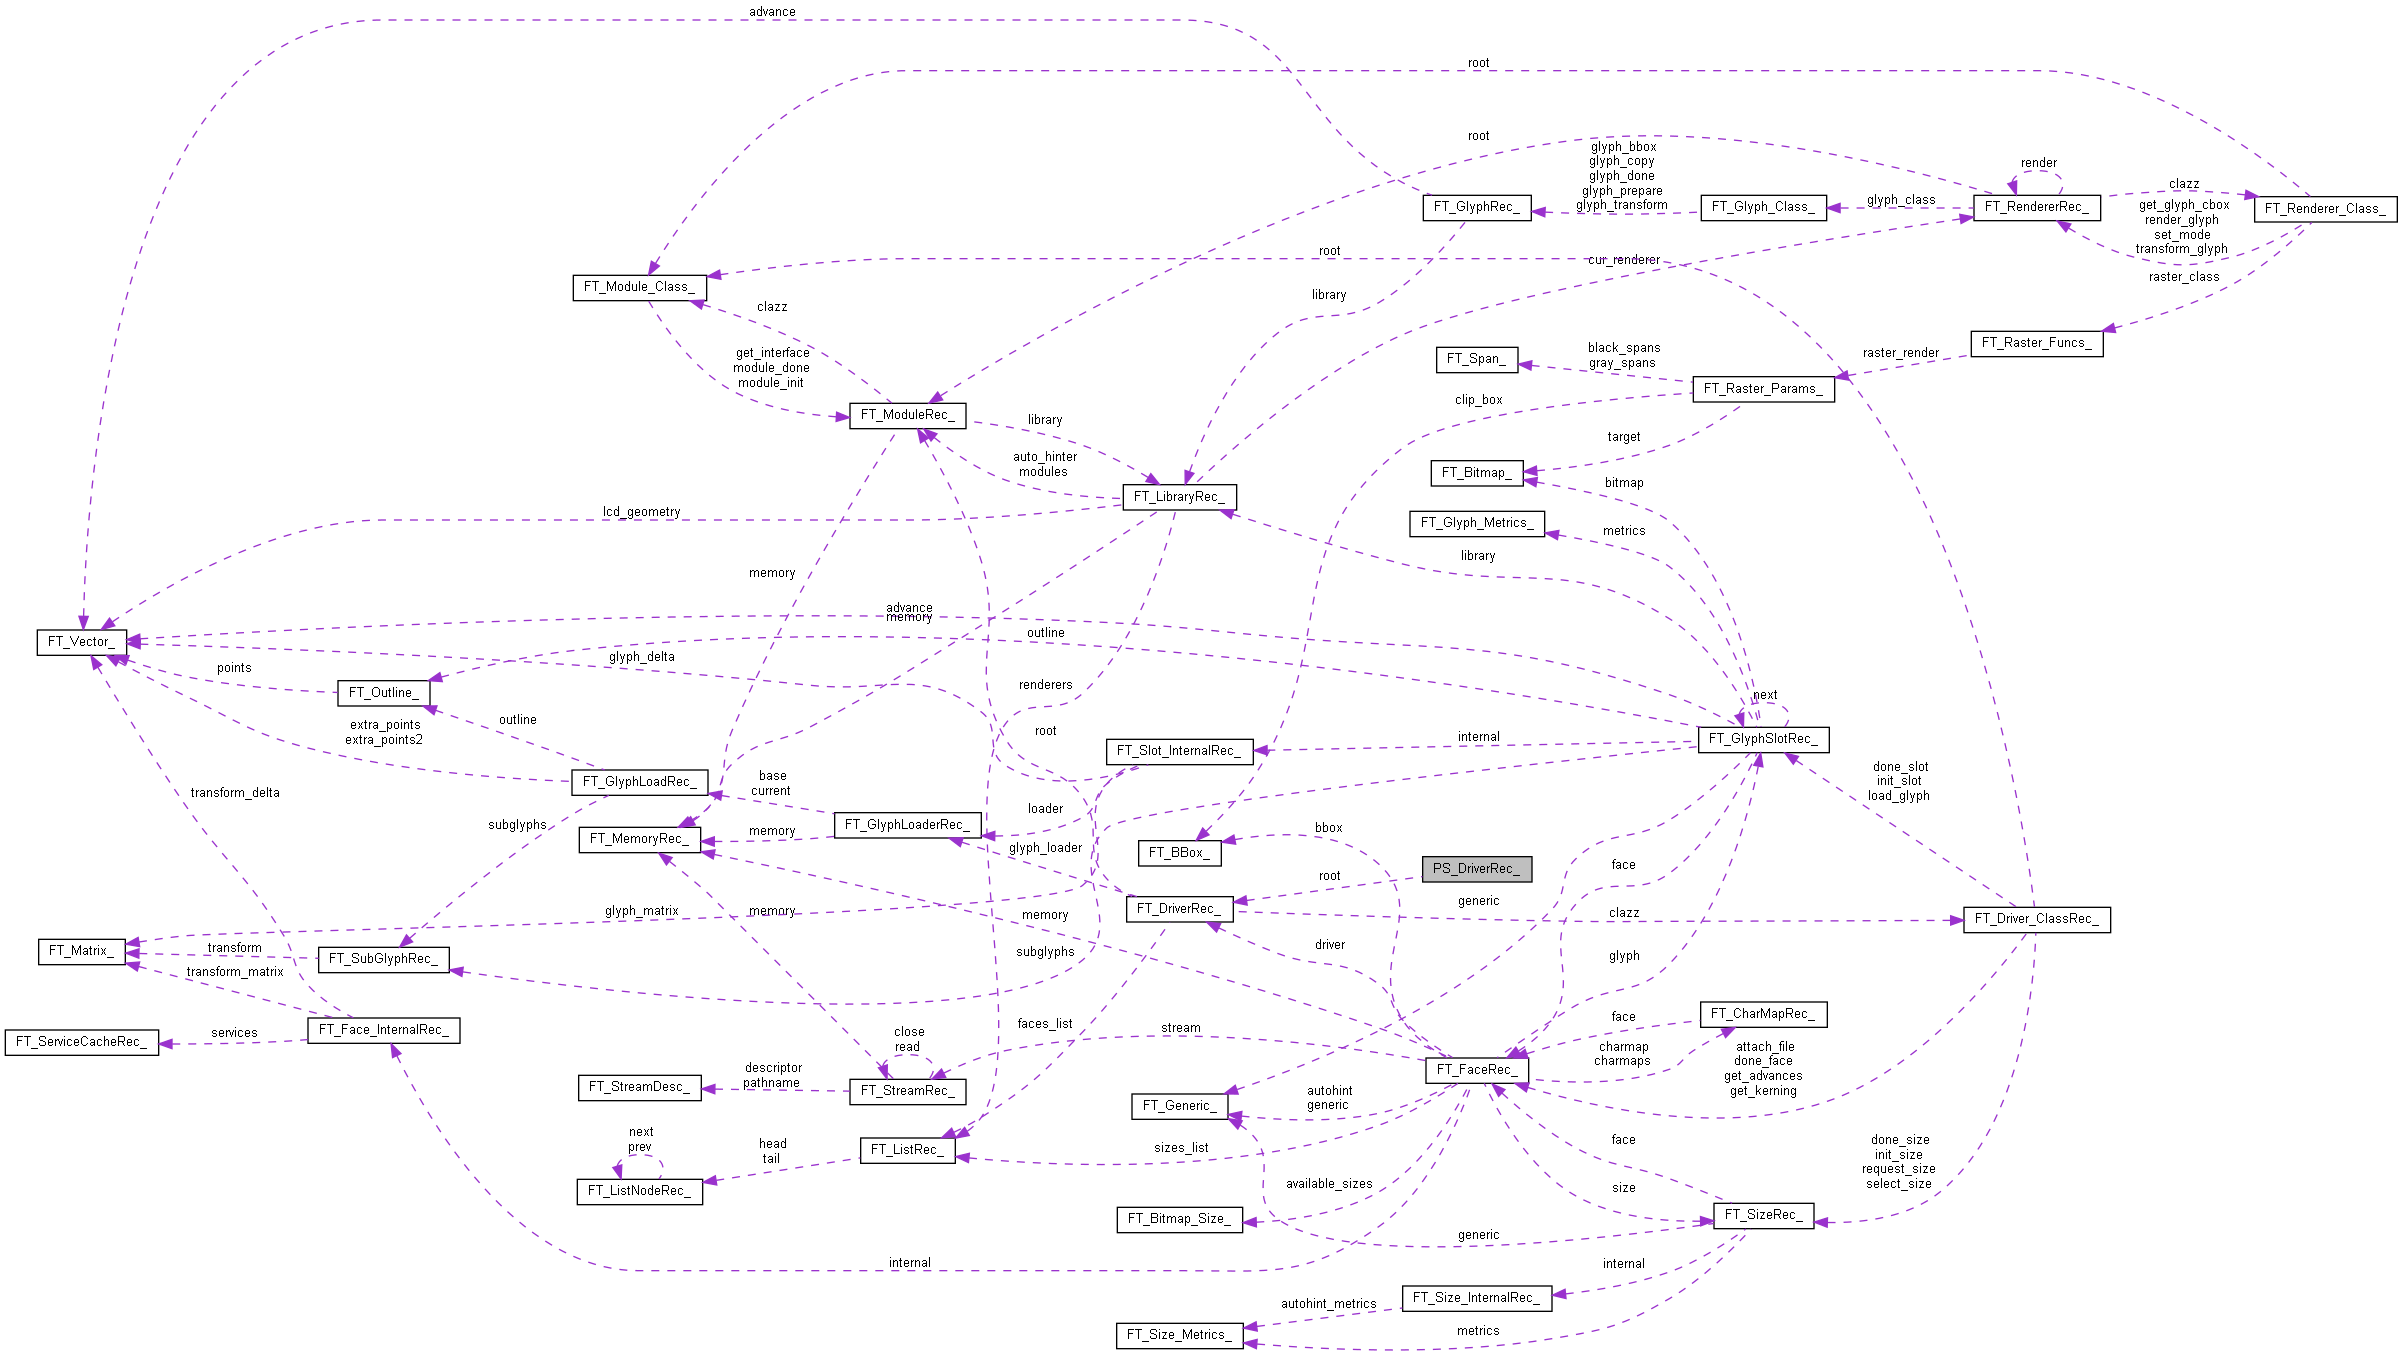 advance
root
root
glyph_bbox
glyph_copy
glyph_done
glyph_prepare
glyph_transform
render
clazz
glyph_class
FT_GlyphRec_
FT_Glyph_Class_
FT_RendererRec_
FT_Renderer_Class_
get_glyph_cbox
render_glyph
set_mode
transform_glyph
root
cur_renderer
raster_class
FT_Module_Class_
clazz
library
FT_Raster_Funcs_
get_interface
module_done
module_init
FT_Span_
black_spans
gray_spans
raster_render
FT_Raster_Params_
FT_ModuleRec_
library
clip_box
target
auto_hinter
modules
FT_Bitmap_
bitmap
FT_LibraryRec_
lcd_geometry
FT_Glyph_Metrics_
metrics
library
memory
advance
memory
outline
FT_Vector_
points
glyph_delta
FT_Outline_
renderers
next
outline
extra_points
extra_points2
root
FT_Slot_InternalRec_
internal
FT_GlyphSlotRec_
FT_GlyphLoadRec_
base
current
transform_delta
loader
done_slot
init_slot
load_glyph
subglyphs
FT_MemoryRec_
memory
FT_GlyphLoaderRec_
glyph_loader
bbox
FT_BBox_
face
PS_DriverRec_
root
glyph_matrix
memory
memory
FT_DriverRec_
generic
clazz
FT_Driver_ClassRec_
FT_Matrix_
transform
FT_SubGlyphRec_
subglyphs
driver
glyph
transform_matrix
FT_ServiceCacheRec_
services
FT_Face_InternalRec_
close
read
faces_list
stream
face
FT_CharMapRec_
charmap
charmaps
attach_file
done_face
get_advances
get_kerning
descriptor
pathname
FT_StreamDesc_
FT_StreamRec_
FT_FaceRec_
FT_Generic_
autohint
generic
next
prev
head
tail
FT_ListRec_
sizes_list
face
done_size
init_size
request_size
select_size
FT_ListNodeRec_
available_sizes
size
FT_Bitmap_Size_
FT_SizeRec_
generic
internal
internal
autohint_metrics
FT_Size_InternalRec_
FT_Size_Metrics_
metrics